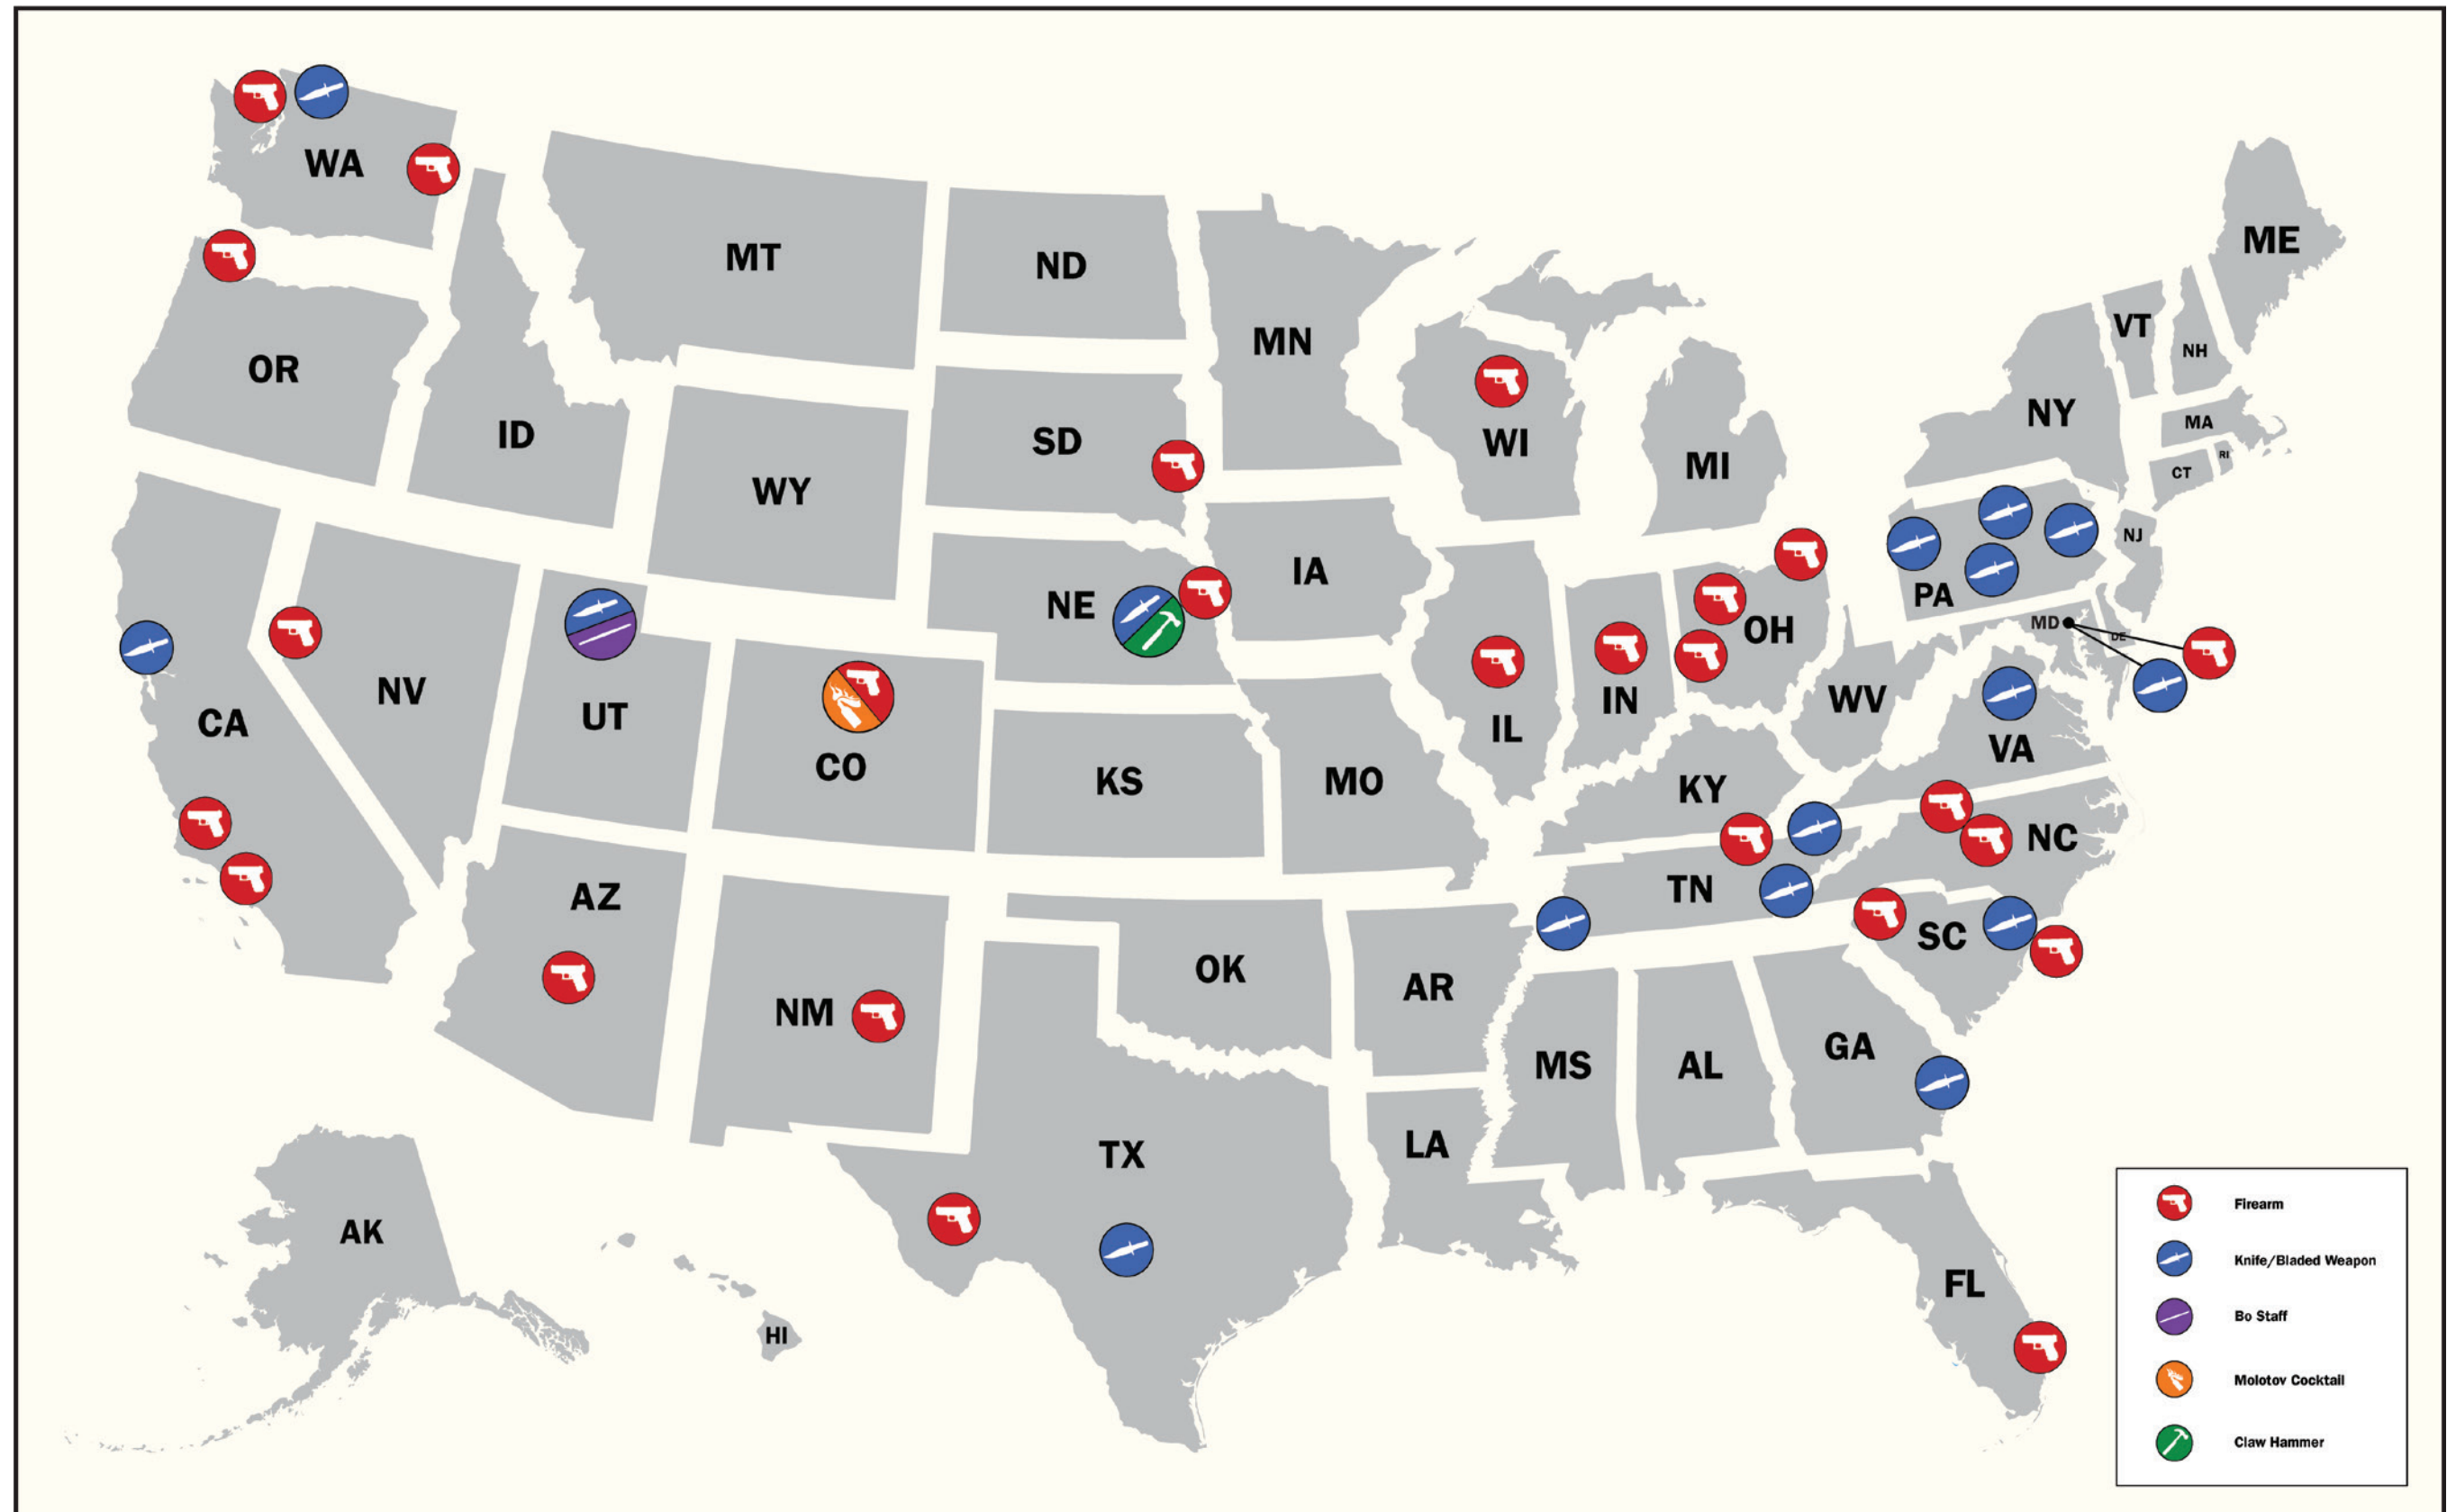 WA
MT
ND
MN
ME
VT
NH
OR
ID
SD
WI
MI
NY
MA
RI
CT
WY
NE
IA
PA
NJ
MD
DE
OH
NV
UT
CA
CO
KS
MO
IL
IN
WV
VA
KY
NC
AZ
NM
OK
AR
TN
SC
MS
AL
GA
TX
LA
AK
HI
FL
Firearm
Knife/Bladed Weapon
Bo Staff
Molotov Cocktail
Claw Hammer